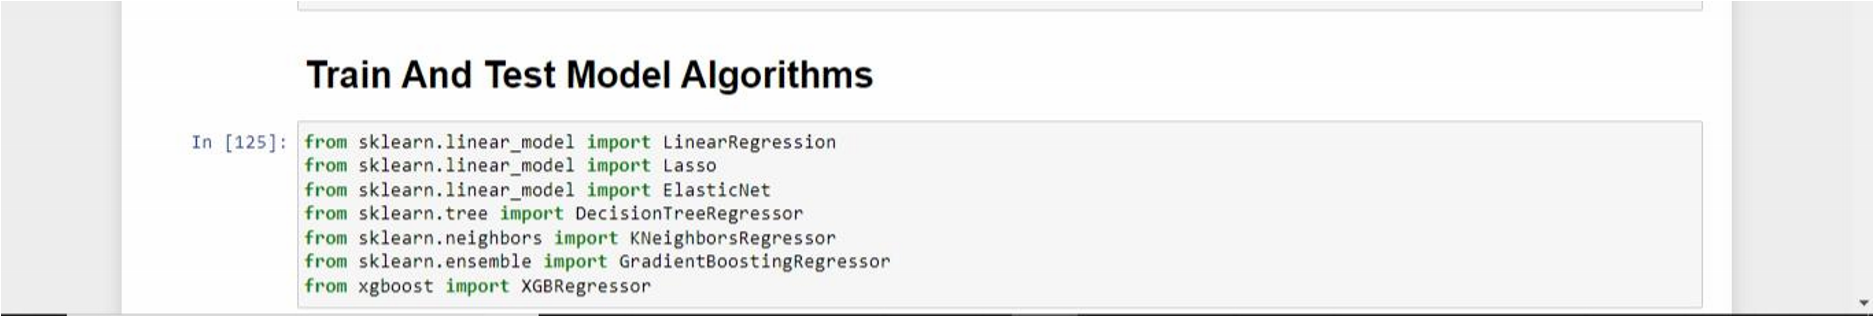 Train And Test Model Algorithms
In [125]: from sklearn.linear_model import LinearRegression
from sklearn.linear_model import Lasso
from sklearn.linear_model import ElasticNet
from sklearn.tree import DecisionTreeRegressor
from sklearn.neighbors import KNeighborsRegressor
from sklearn.ensemble import GradientBoostingRegressor
from xgboost import XGBRegressor